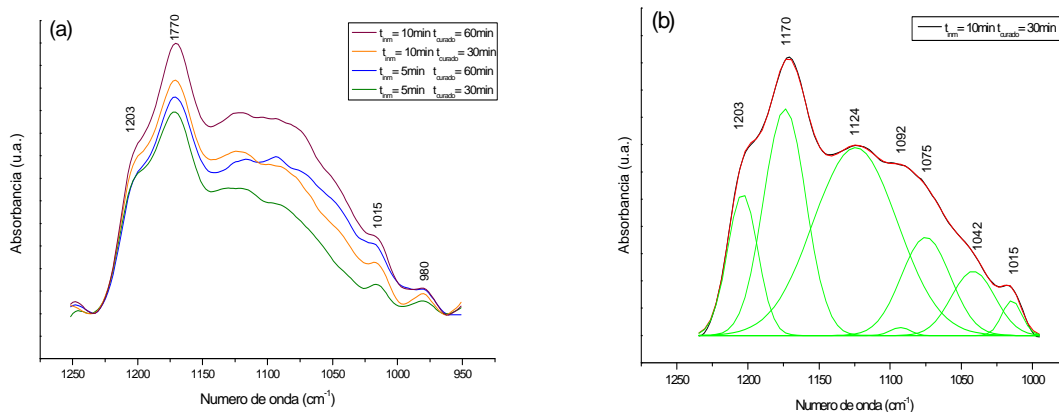 (a)
1770
t_inm = 10min t_curado = 60min
t_inm = 10min t_curado = 30min
t_inm = 5min t_curado = 60min
t_inm = 5min t_curado = 30min
1203
1015
980
Absorbancia (u.a.)
1250 1200 1150 1100 1050 1000 950
Numero de onda (cm⁻¹)
(b)
t_inm = 10min t_curado = 30min
1170
1203
1124
1092
1075
1042
1015
Absorbancia (u.a.)
1250 1200 1150 1100 1050 1000
Numero de onda (cm⁻¹)